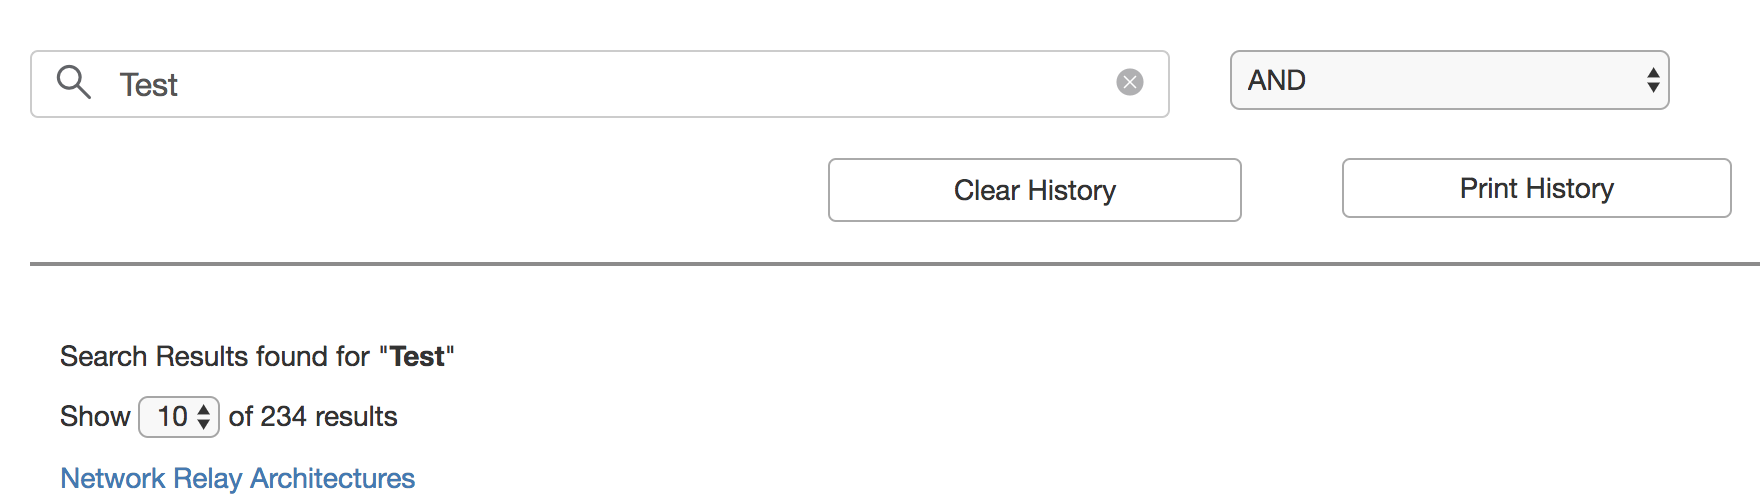 Test
AND
Clear History
Print History
Search Results found for "Test"
Show 10 of 234 results
Network Relay Architectures